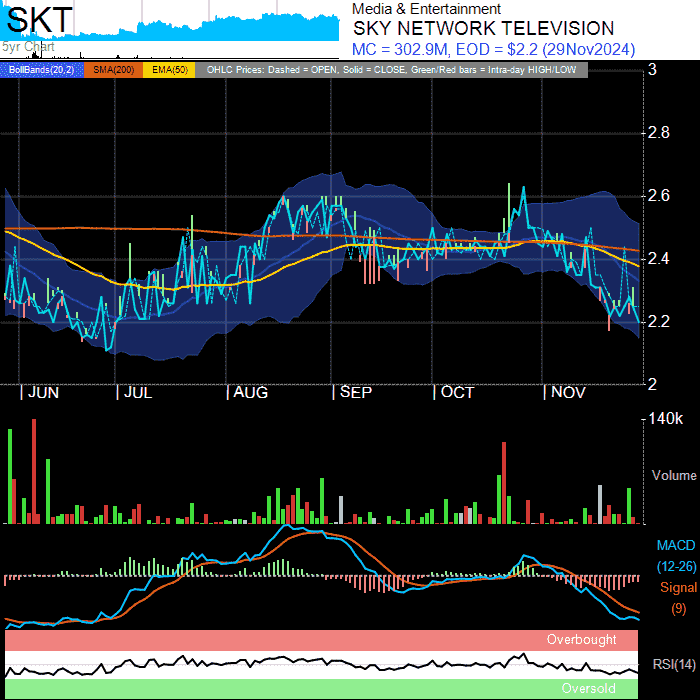 SKT
5yr Chart
Media & Entertainment
SKY NETWORK TELEVISION
MC = 302.9M, EOD = $2.2 (29Nov2024)
BollBands(20,2) SMA(200) EMA(50) OHLC Prices: Dashed = OPEN, Solid = CLOSE, Green/Red bars = Intra-day HIGH/LOW
3
2.8
2.6
2.4
2.2
2
JUN JUL AUG SEP OCT NOV
140k
Volume
MACD
(12-26)
Signal
(9)
Overbought
RSI(14)
Oversold